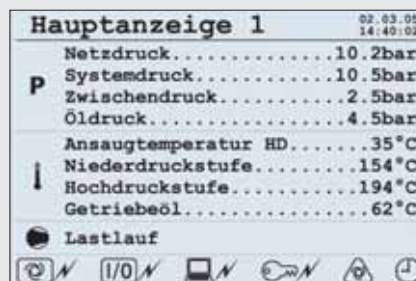 Hauptanzeige 1
02.03.05
14:40:02
P
Netzdruck..............10.2bar
Systemdruck............10.5bar
Zwischendruck...........2.5bar
Öldruck.................4.5bar
Ansaugtemperatur HD.......35°C
Niederdruckstufe.........154°C
Hochdruckstufe...........194°C
Getriebeöl................62°C
Lastlauf
I/O